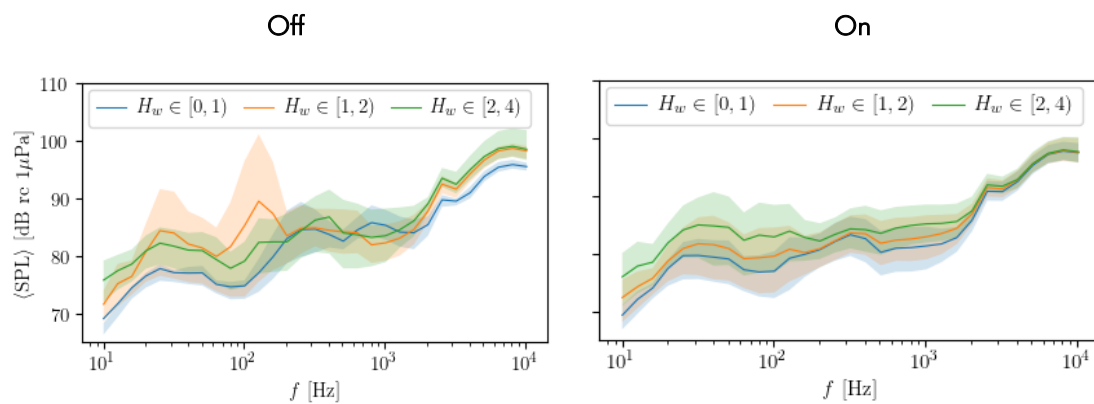 Off
On
110
100
90
80
70
⟨SPL⟩ [dB rc 1μPa]
H_w ∈ [0, 1) H_w ∈ [1, 2) H_w ∈ [2, 4)
10^1 10^2 10^3 10^4
f [Hz]
H_w ∈ [0, 1) H_w ∈ [1, 2) H_w ∈ [2, 4)
10^1 10^2 10^3 10^4
f [Hz]